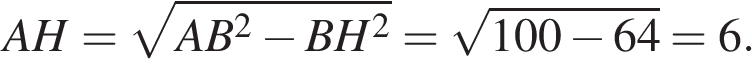 AH = √(AB² − BH²) = √(100 − 64) = 6.